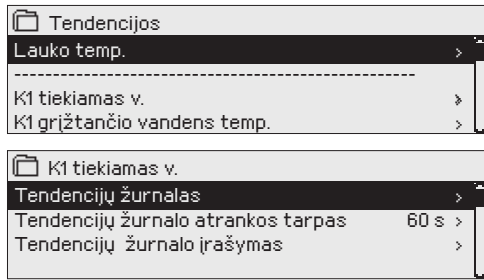 Tendencijos
Lauko temp. >
----------------------------------------------------
K1 tiekiamas v. >
K1 grįžtančio vandens temp. >
K1 tiekiamas v.
Tendencijų žurnalas >
Tendencijų žurnalo atrankos tarpas 60 s >
Tendencijų žurnalo įrašymas >